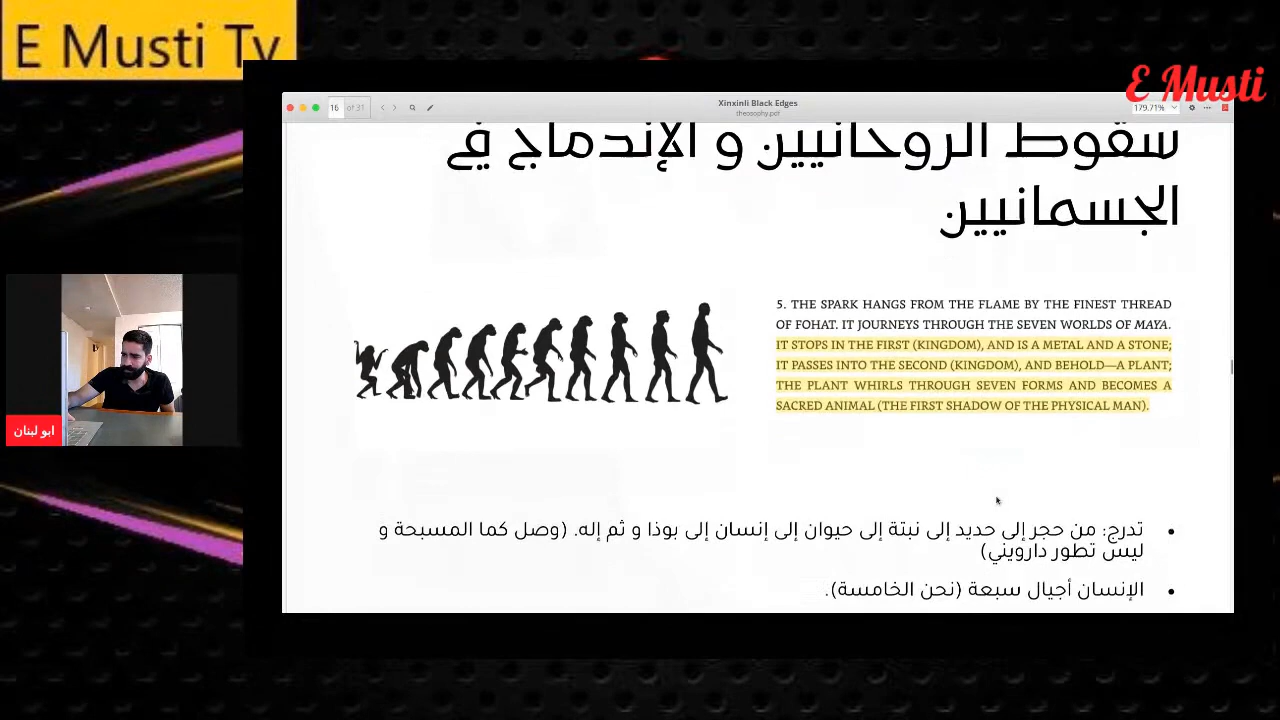 E Musti Tv
E Musti
16 of 31
Xinxinli Black Edges
theosophy.pdf
179.71%
سقوط الروحانيين و الإندماج في
الجسمانيين
5. THE SPARK HANGS FROM THE FLAME BY THE FINEST THREAD
OF FOHAT. IT JOURNEYS THROUGH THE SEVEN WORLDS OF MAYA.
IT STOPS IN THE FIRST (KINGDOM), AND IS A METAL AND A STONE;
IT PASSES INTO THE SECOND (KINGDOM), AND BEHOLD—A PLANT;
THE PLANT WHIRLS THROUGH SEVEN FORMS AND BECOMES A
SACRED ANIMAL (THE FIRST SHADOW OF THE PHYSICAL MAN).
ابو لبنان
• تدرج: من حجر إلى حديد إلى نبتة إلى حيوان إلى إنسان إلى بوذا و ثم إله. (وصل كما المسبحة و
ليس تطور دارويني)
• الإنسان أجيال سبعة (نحن الخامسة).